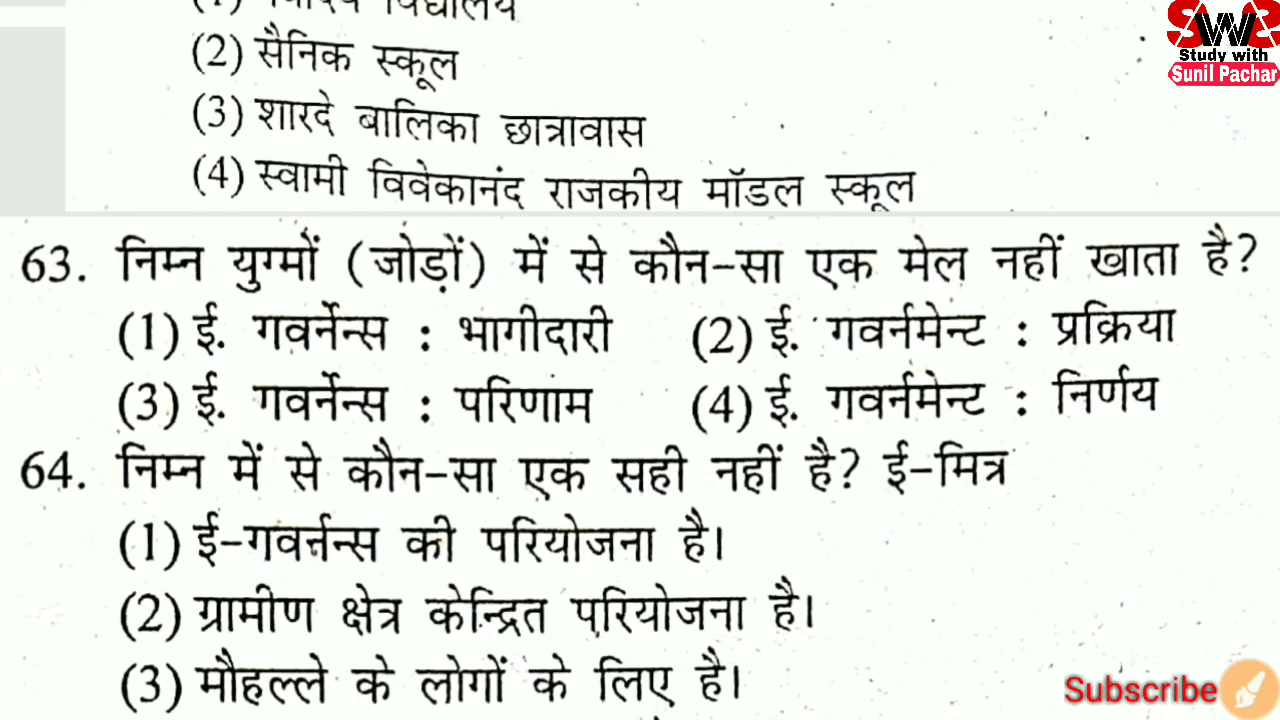 (2) सैनिक स्कूल
(3) शारदे बालिका छात्रावास
(4) स्वामी विवेकानंद राजकीय मॉडल स्कूल
63. निम्न युग्मों (जोड़ों) में से कौन-सा एक मेल नहीं खाता है?
(1) ई. गवर्नेन्स : भागीदारी (2) ई. गवर्नमेन्ट : प्रक्रिया
(3) ई. गवर्नेन्स : परिणाम (4) ई. गवर्नमेन्ट : निर्णय
64. निम्न में से कौन-सा एक सही नहीं है? ई-मित्र
(1) ई-गवर्नन्स की परियोजना है।
(2) ग्रामीण क्षेत्र केन्द्रित परियोजना है।
(3) मौहल्ले के लोगों के लिए है।
SWS
Study with
Sunil Pachar
Subscribe